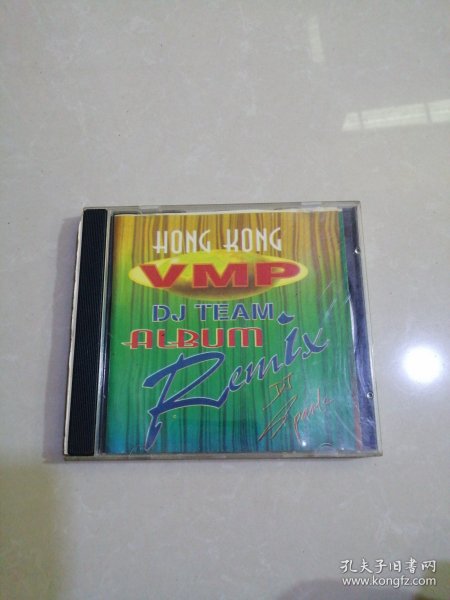 HONG KONG
VMP
DJ TEAM
ALBUM
Remix
孔夫子旧书网
www.kongfz.com